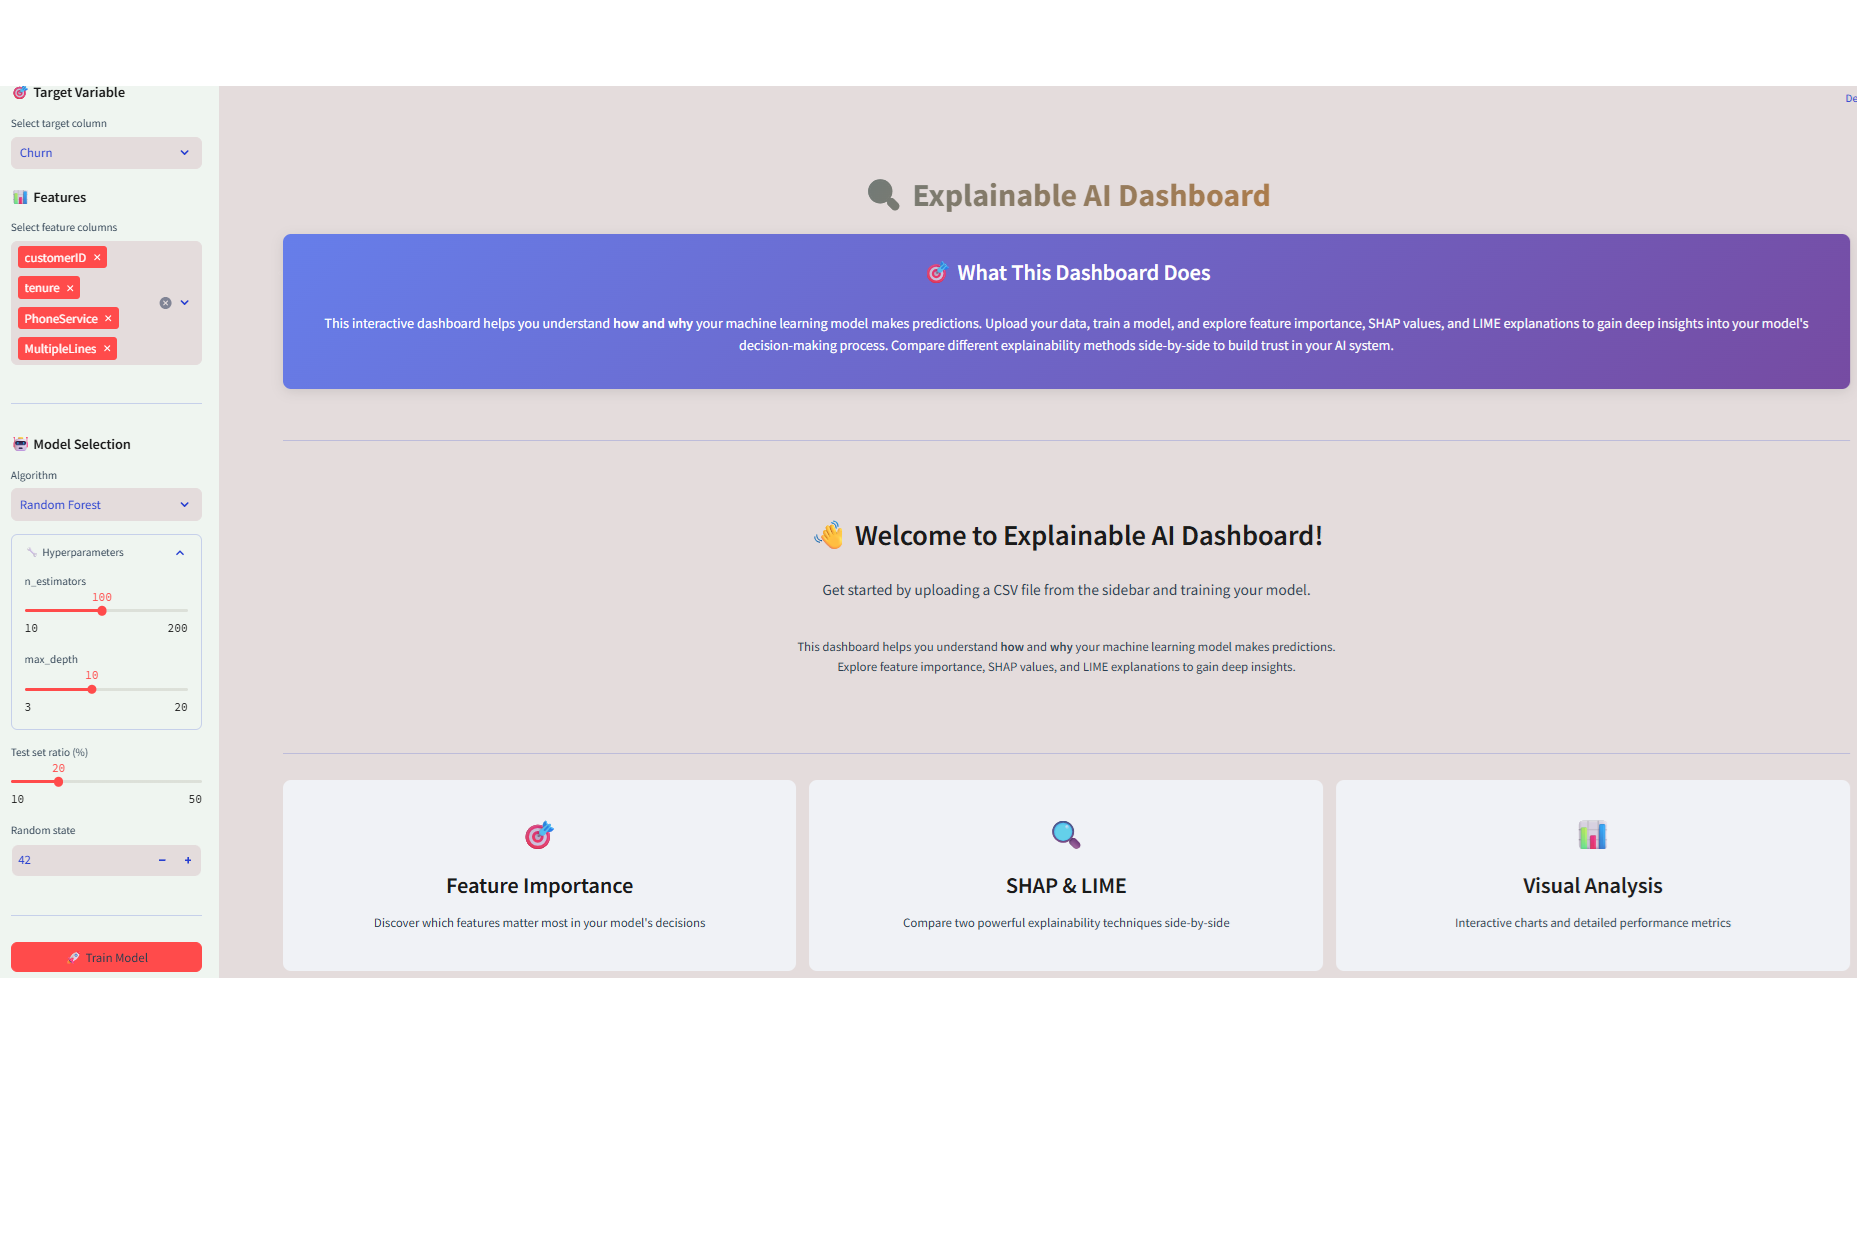 Target Variable
Select target column
Churn
Features
Select feature columns
customerID ×
tenure ×
PhoneService ×
MultipleLines ×
Model Selection
Algorithm
Random Forest
Hyperparameters
n_estimators
100
10 200
max_depth
10
3 20
Test set ratio (%)
20
10 50
Random state
42 − +
Train Model
De
Explainable AI Dashboard
What This Dashboard Does
This interactive dashboard helps you understand how and why your machine learning model makes predictions. Upload your data, train a model, and explore feature importance, SHAP values, and LIME explanations to gain deep insights into your model's
decision-making process. Compare different explainability methods side-by-side to build trust in your AI system.
Welcome to Explainable AI Dashboard!
Get started by uploading a CSV file from the sidebar and training your model.
This dashboard helps you understand how and why your machine learning model makes predictions.
Explore feature importance, SHAP values, and LIME explanations to gain deep insights.
Feature Importance
Discover which features matter most in your model's decisions
SHAP & LIME
Compare two powerful explainability techniques side-by-side
Visual Analysis
Interactive charts and detailed performance metrics